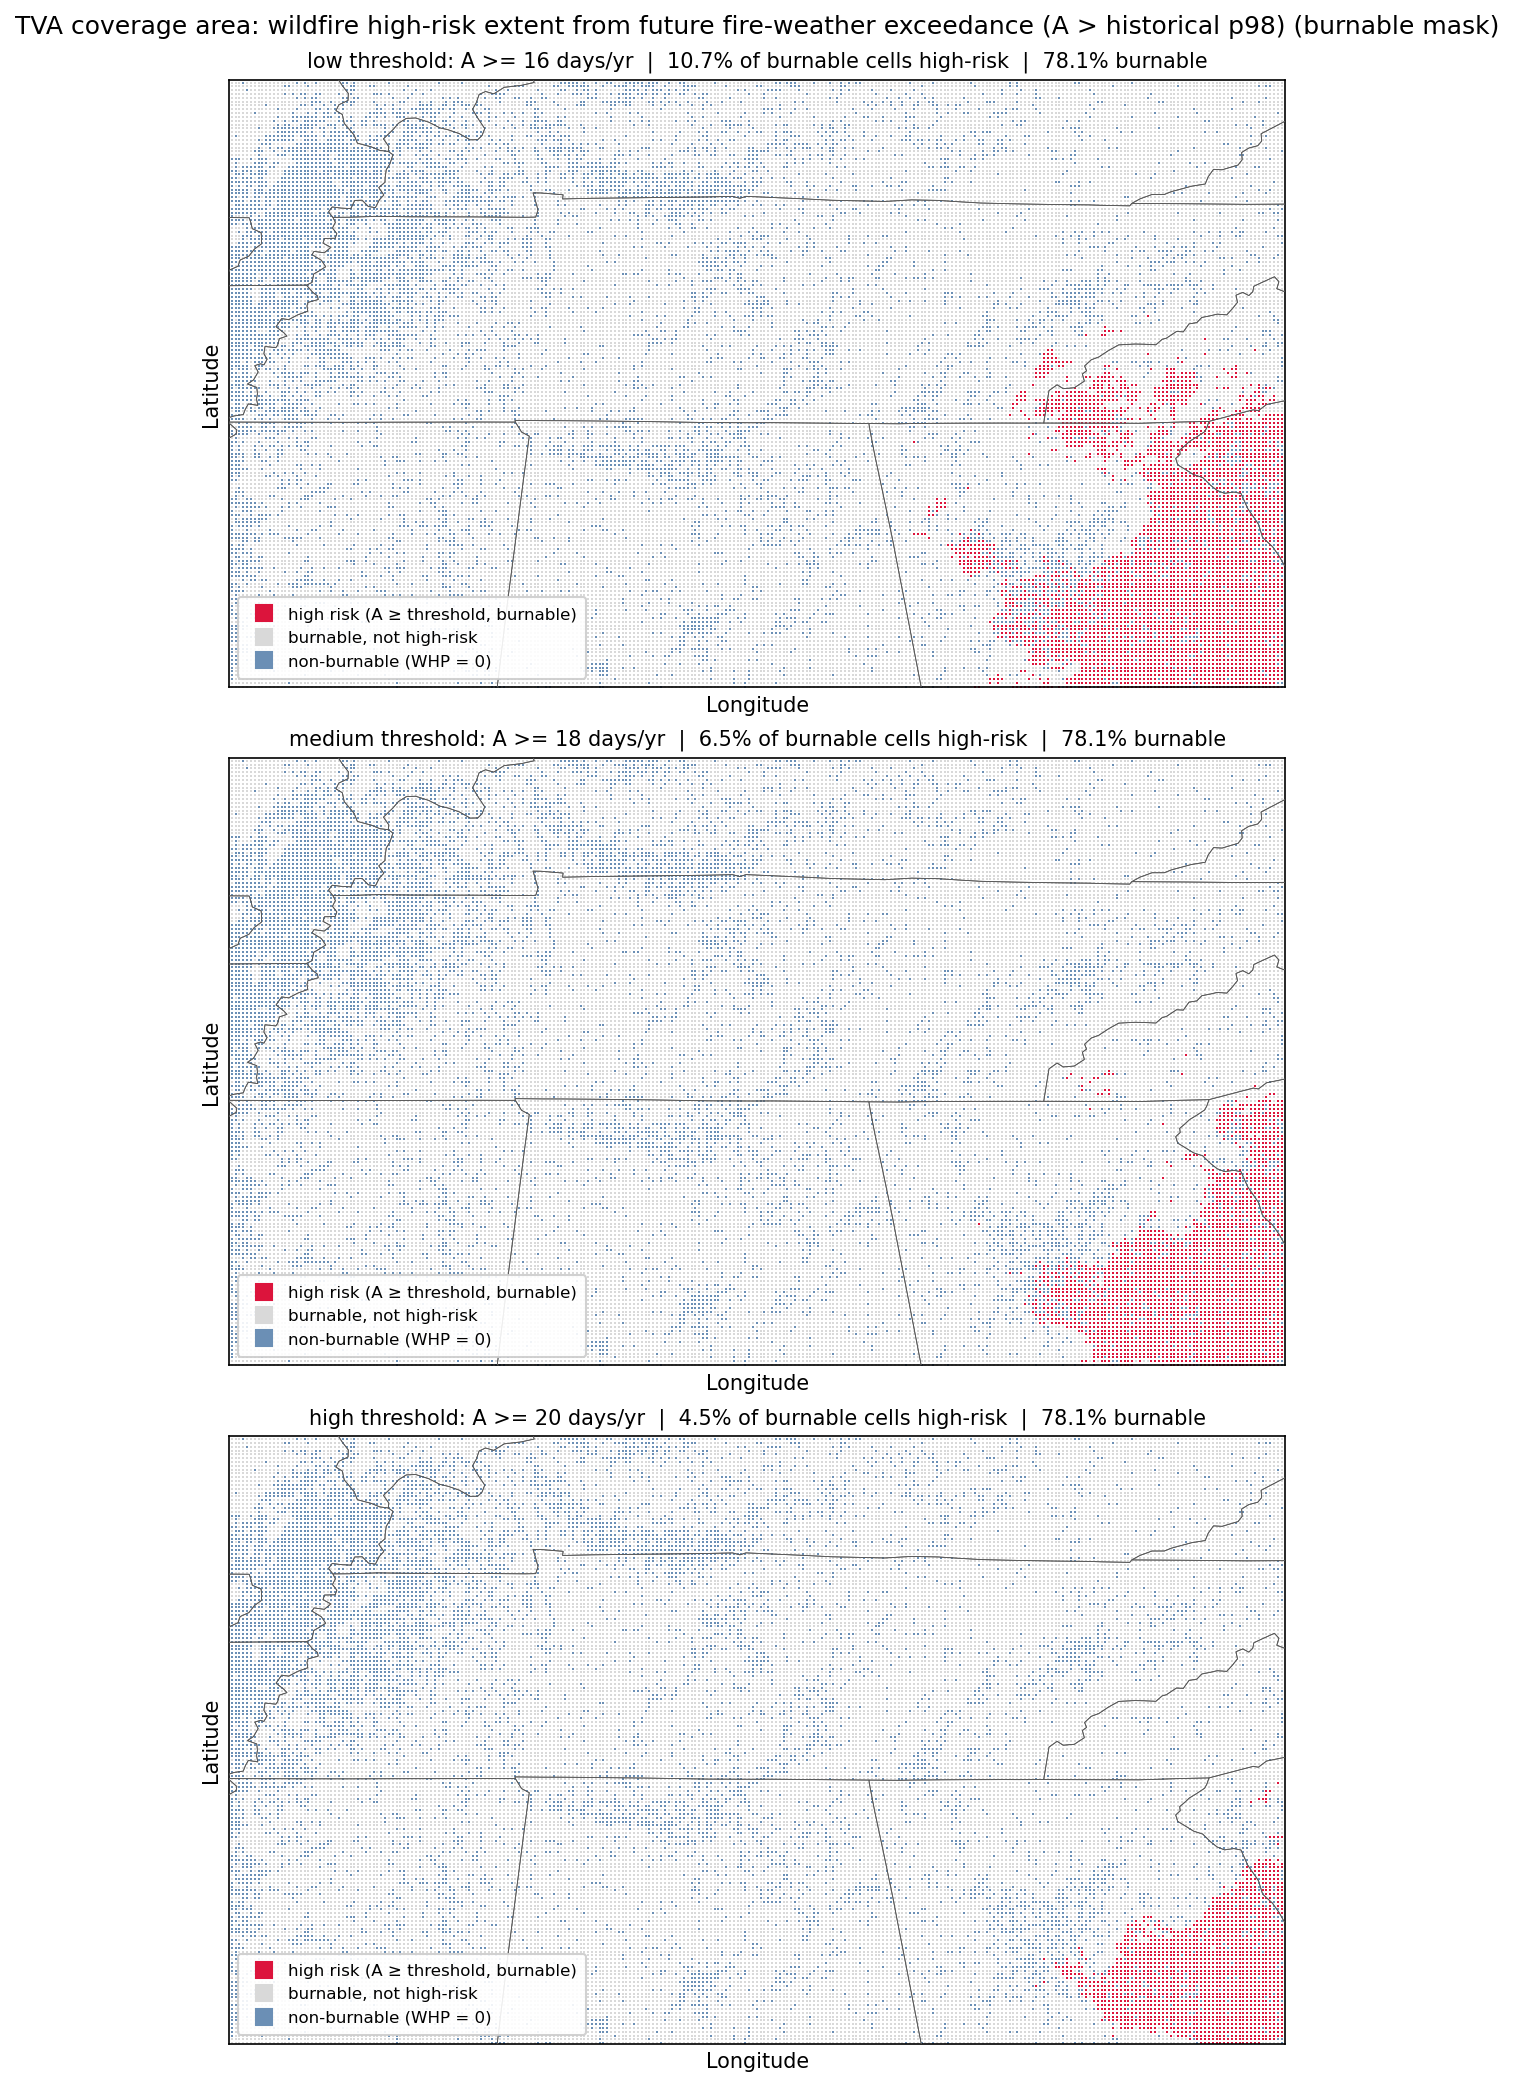 TVA coverage area: wildfire high-risk extent from future fire-weather exceedance (A > historical p98) (burnable mask)
low threshold: A >= 16 days/yr | 10.7% of burnable cells high-risk | 78.1% burnable
Latitude
high risk (A ≥ threshold, burnable)
burnable, not high-risk
non-burnable (WHP = 0)
Longitude
medium threshold: A >= 18 days/yr | 6.5% of burnable cells high-risk | 78.1% burnable
Latitude
high risk (A ≥ threshold, burnable)
burnable, not high-risk
non-burnable (WHP = 0)
Longitude
high threshold: A >= 20 days/yr | 4.5% of burnable cells high-risk | 78.1% burnable
Latitude
high risk (A ≥ threshold, burnable)
burnable, not high-risk
non-burnable (WHP = 0)
Longitude